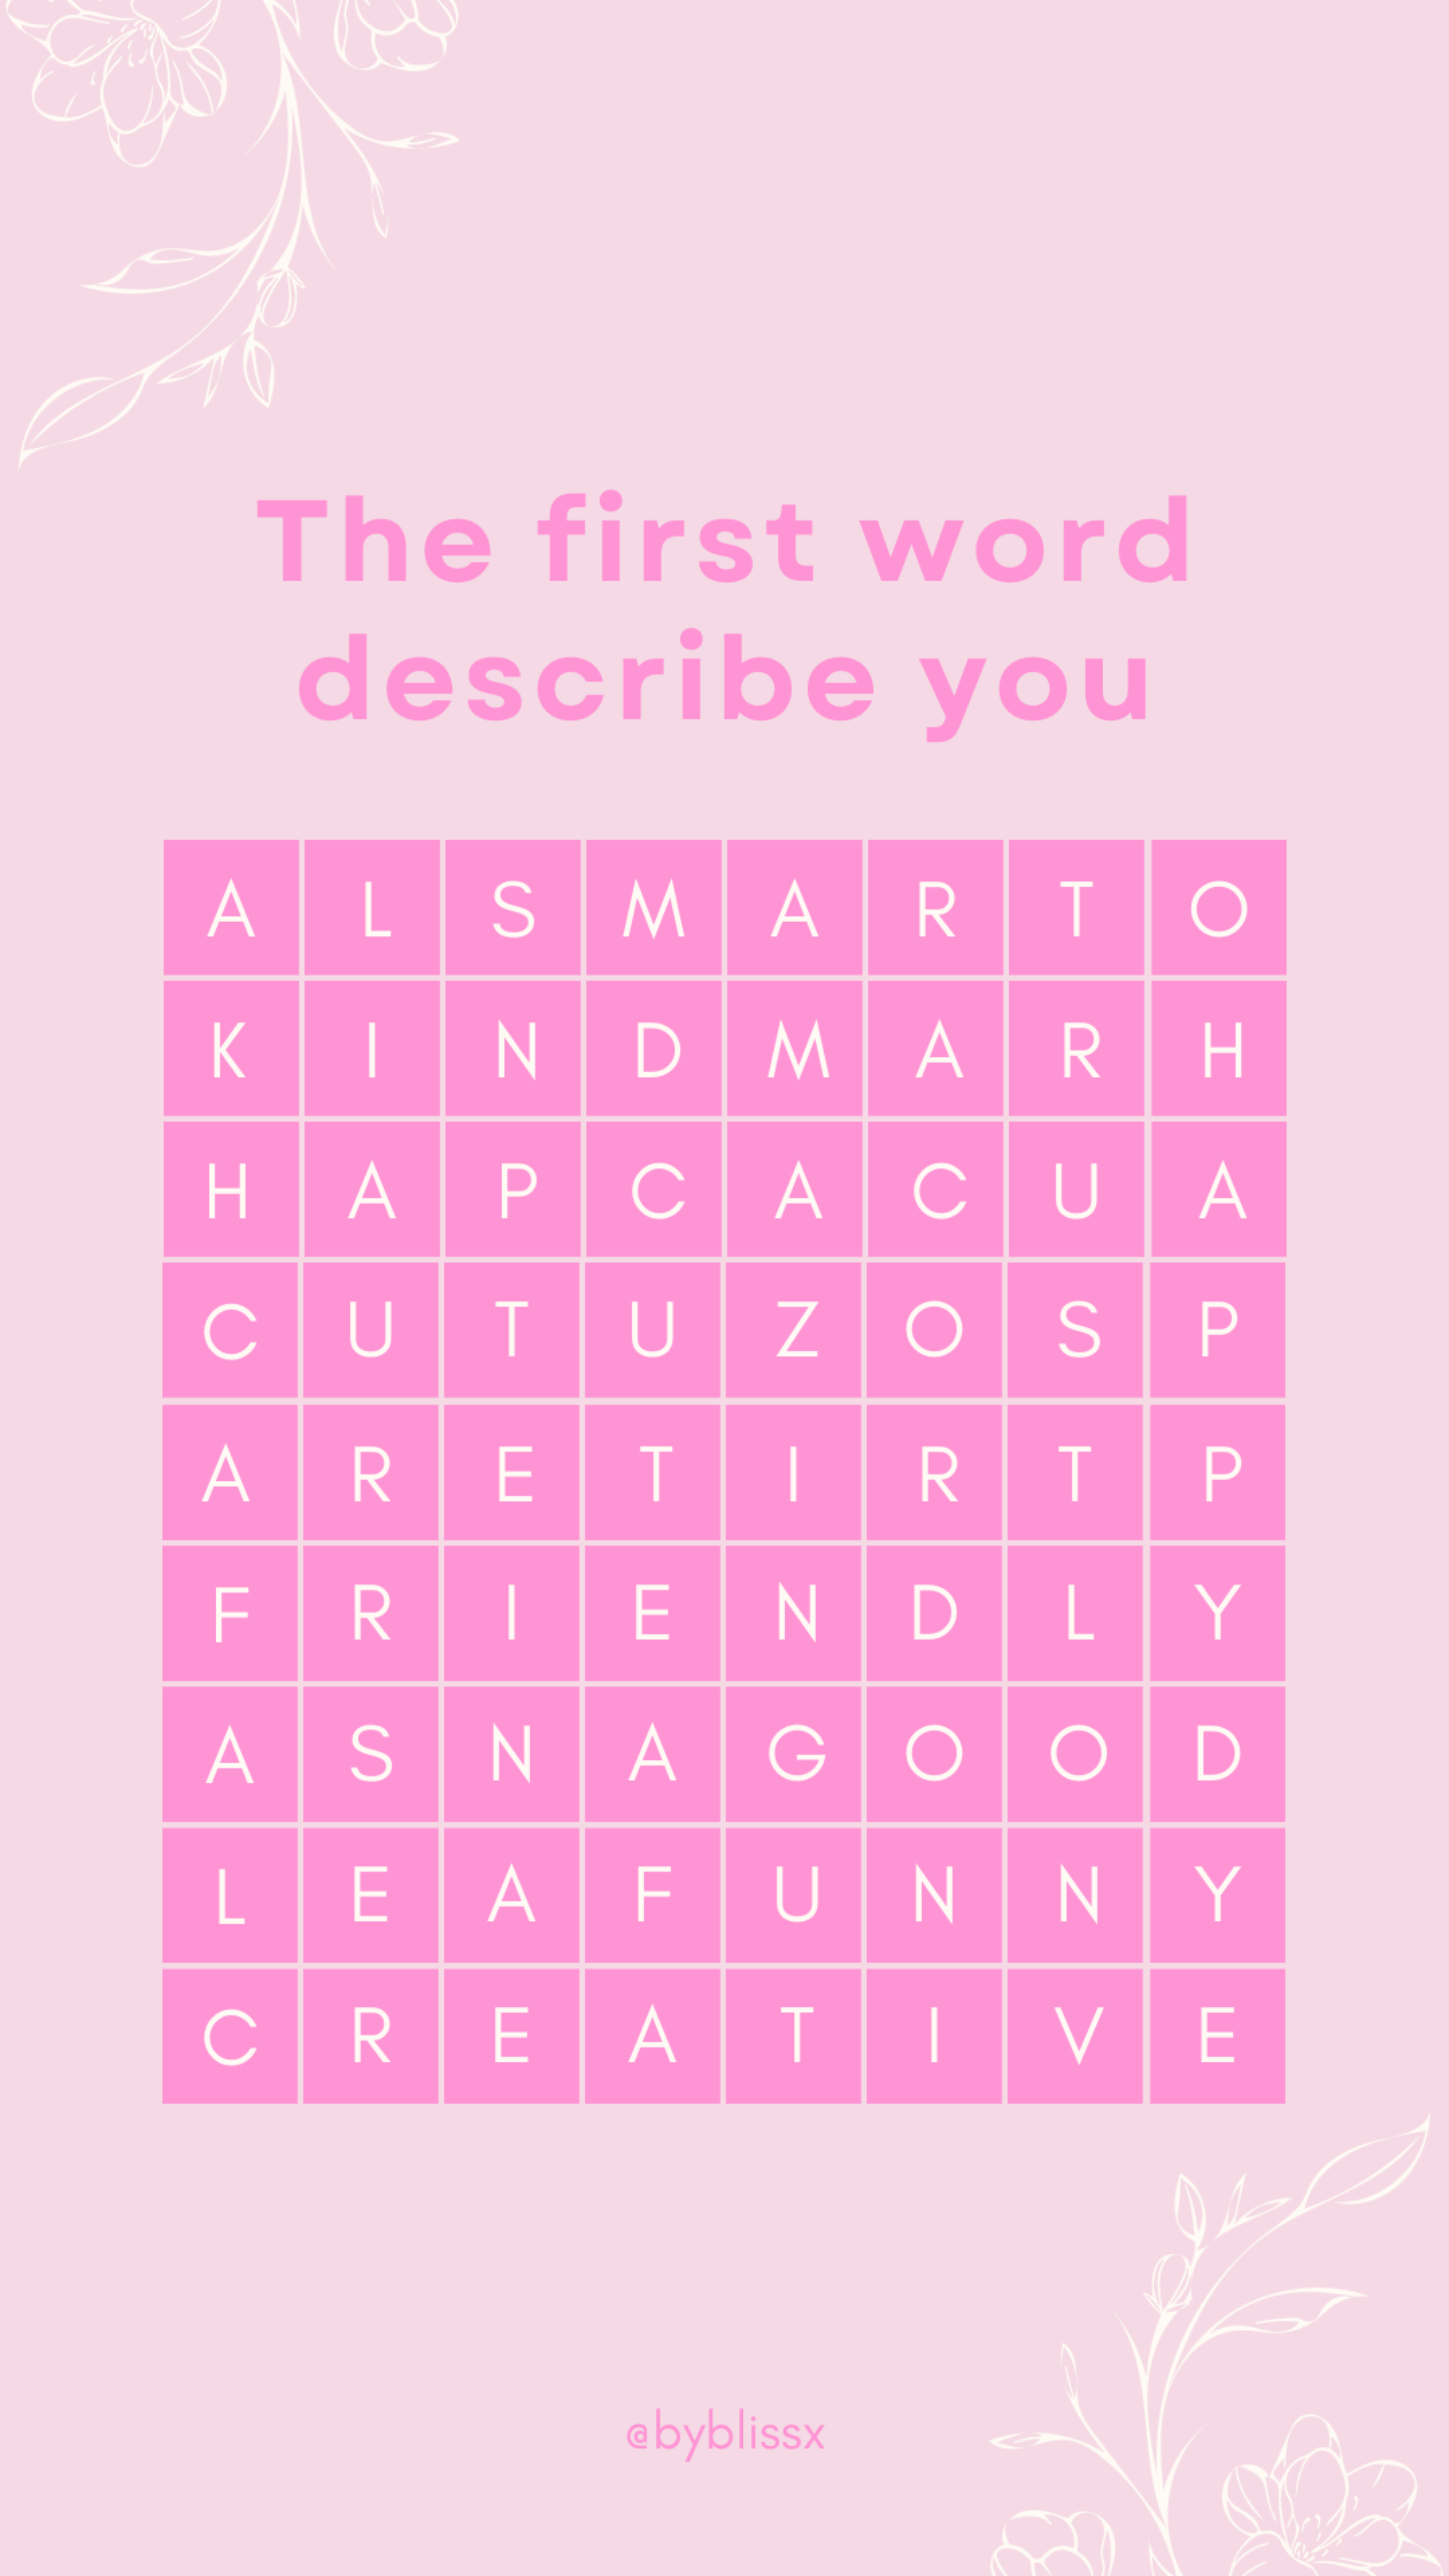 The first word
describe you
A L S M A R T O
K I N D M A R H
H A P C A C U A
C U T U Z O S P
A R E T I R T P
F R I E N D L Y
A S N A G O O D
L E A F U N N Y
C R E A T I V E
@byblissx